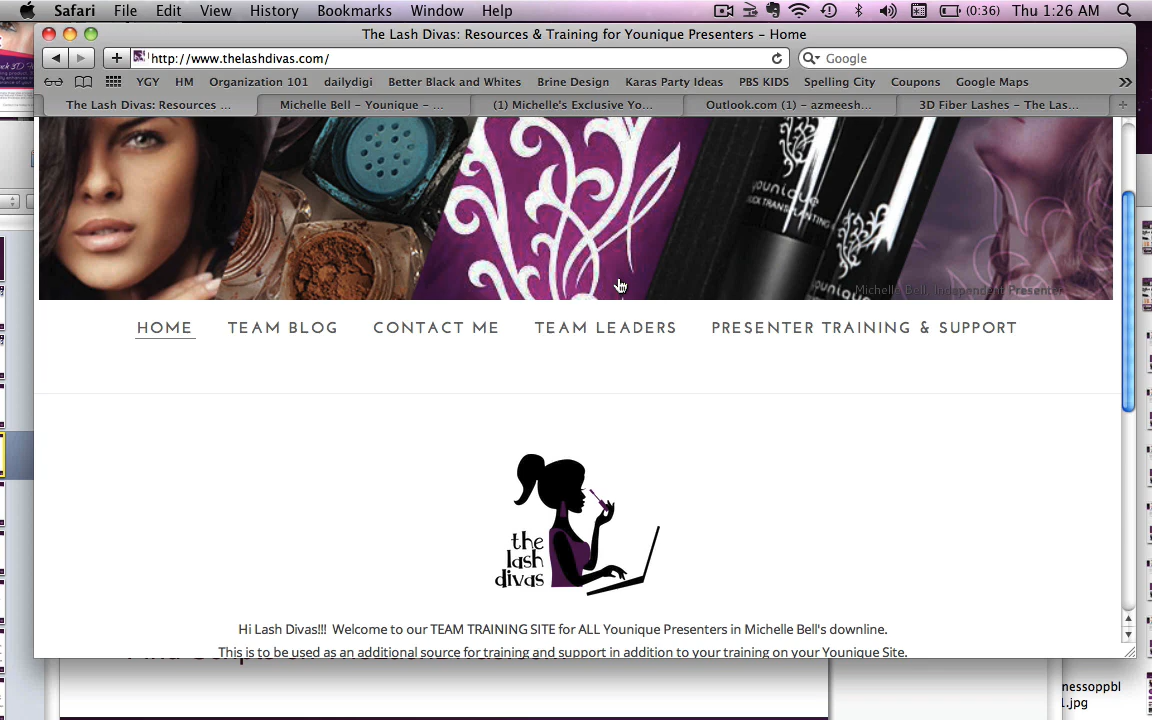 Safari File Edit View History Bookmarks Window Help (0:36) Thu 1:26 AM
The Lash Divas: Resources & Training for Younique Presenters – Home
http://www.thelashdivas.com/ Google
YGY HM Organization 101 dailydigi Better Black and Whites Brine Design Karas Party Ideas PBS KIDS Spelling City Coupons Google Maps
The Lash Divas: Resources ... Michelle Bell – Younique – ... (1) Michelle's Exclusive Yo... Outlook.com (1) – azmeesh... 3D Fiber Lashes – The Las...
younique
younique
Michelle Bell, Independent Presenter
HOME TEAM BLOG CONTACT ME TEAM LEADERS PRESENTER TRAINING & SUPPORT
the
lash
divas
Hi Lash Divas!!! Welcome to our TEAM TRAINING SITE for ALL Younique Presenters in Michelle Bell's downline.
This is to be used as an additional source for training and support in addition to your training on your Younique Site.
nessoppbl
1.jpg